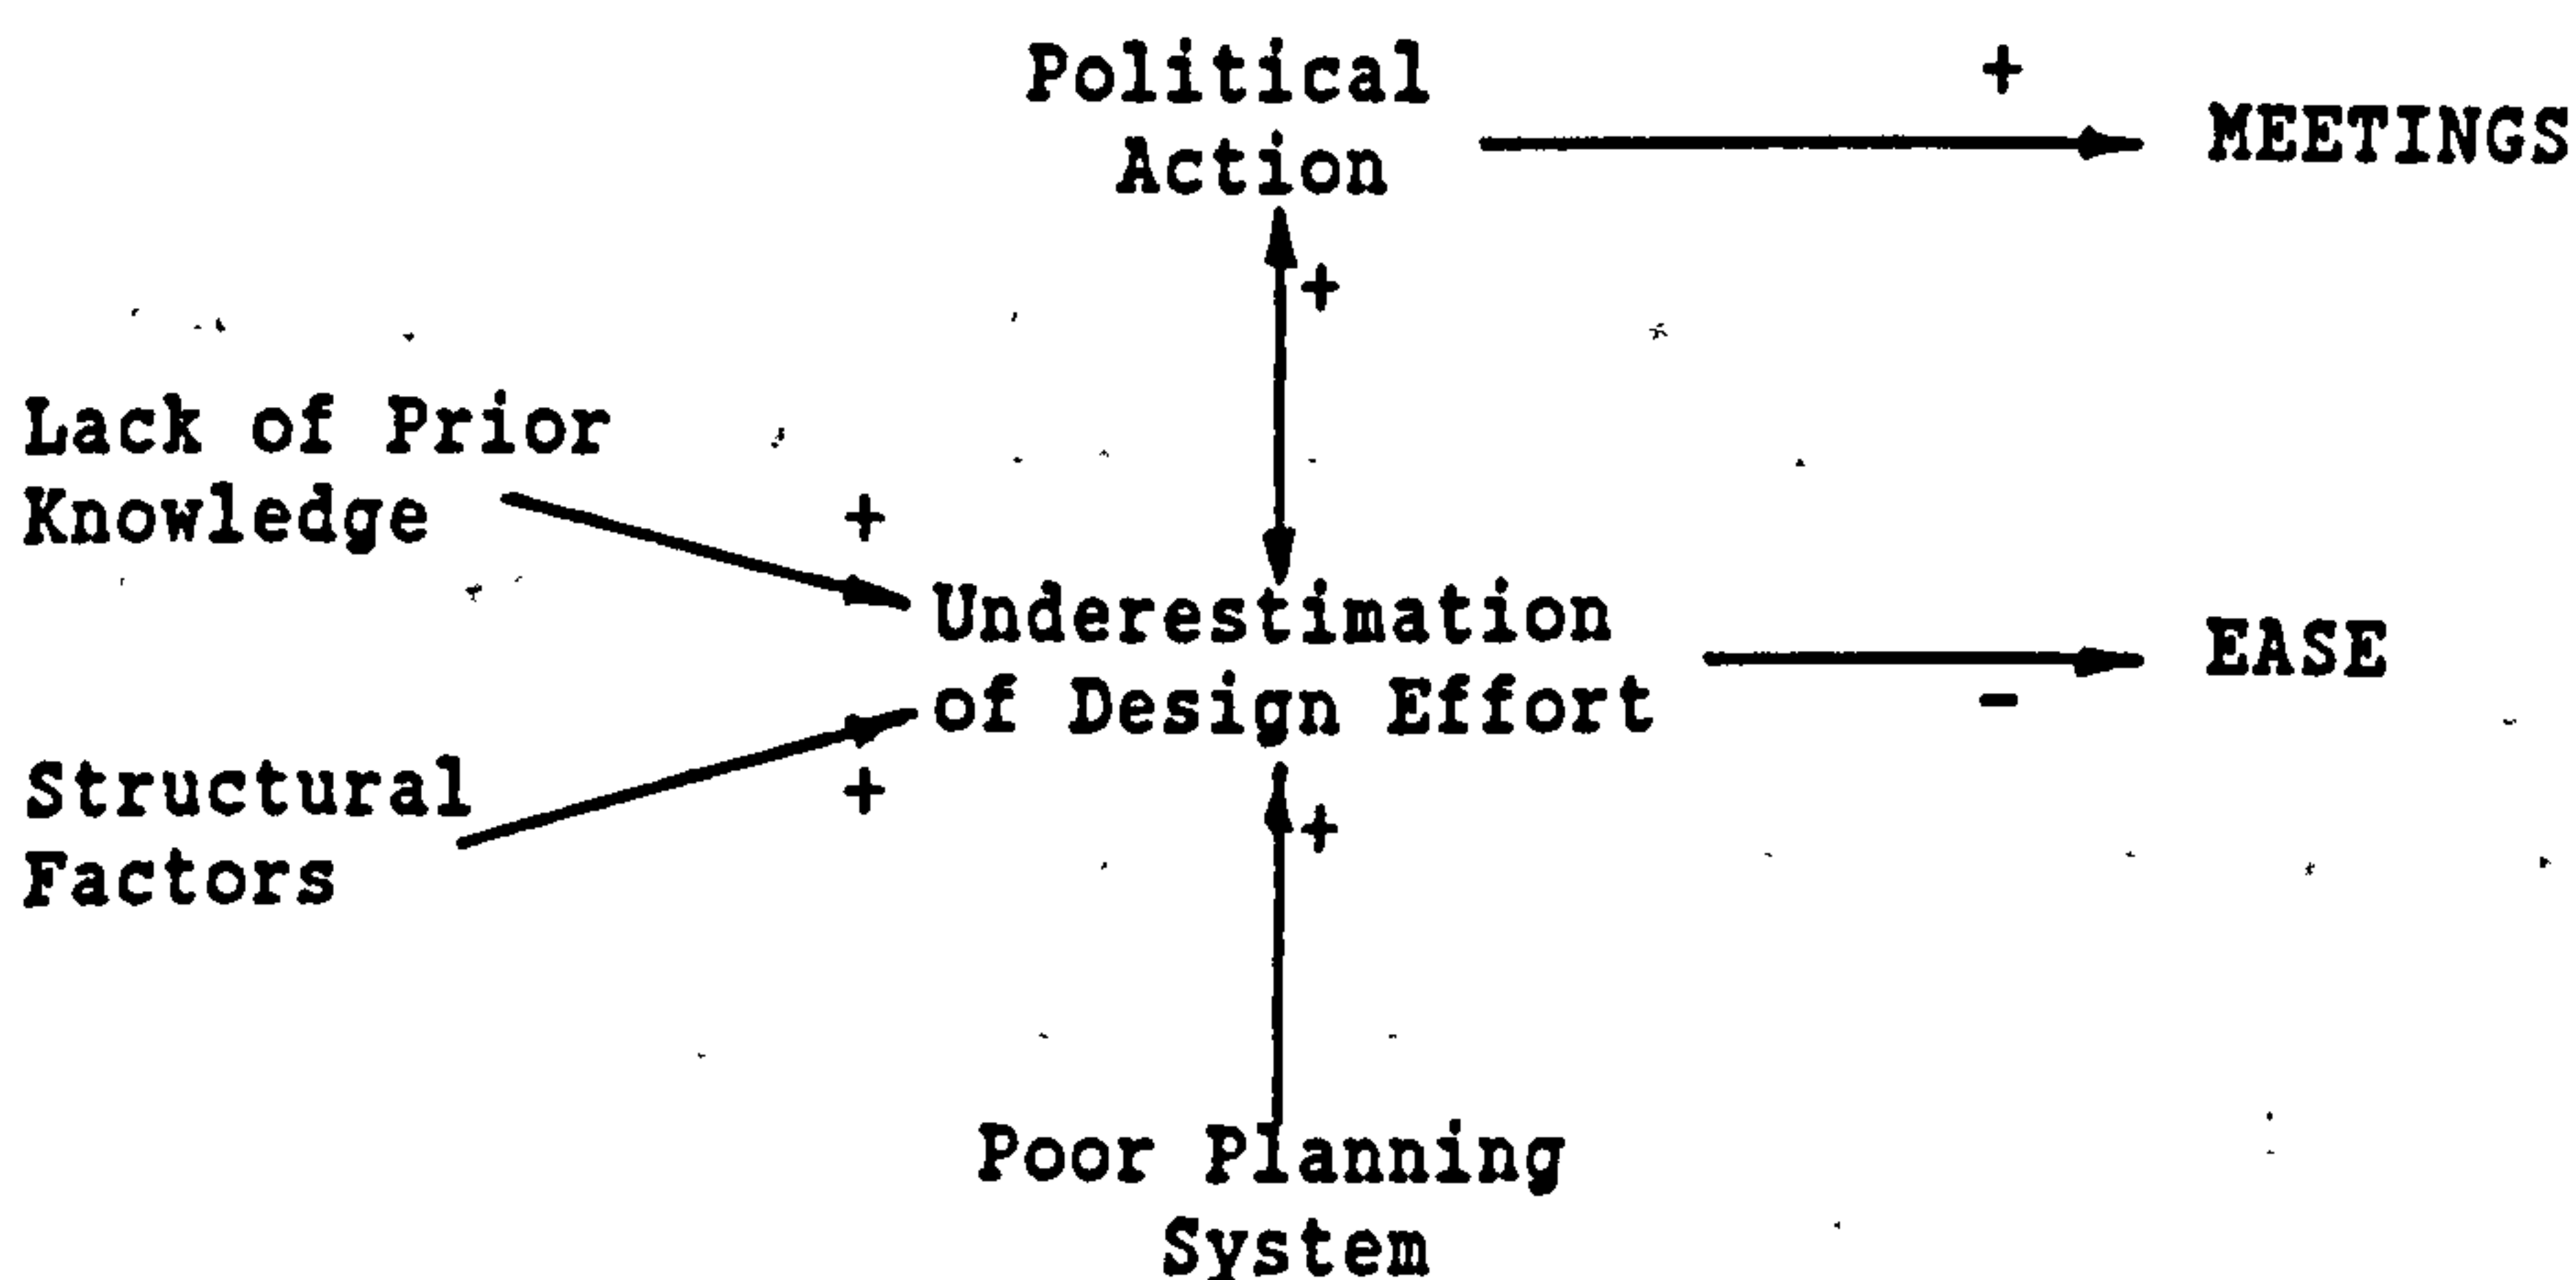 Political
Action
+
MEETINGS
+
Lack of Prior
Knowledge
+
Underestimation
of Design Effort
EASE
-
Structural
Factors
+
+
Poor Planning
System